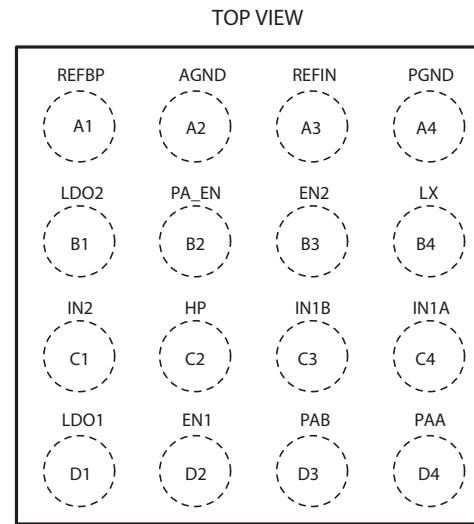 TOP VIEW
REFBP AGND REFIN PGND
A1 A2 A3 A4
LDO2 PA_EN EN2 LX
B1 B2 B3 B4
IN2 HP IN1B IN1A
C1 C2 C3 C4
LDO1 EN1 PAB PAA
D1 D2 D3 D4